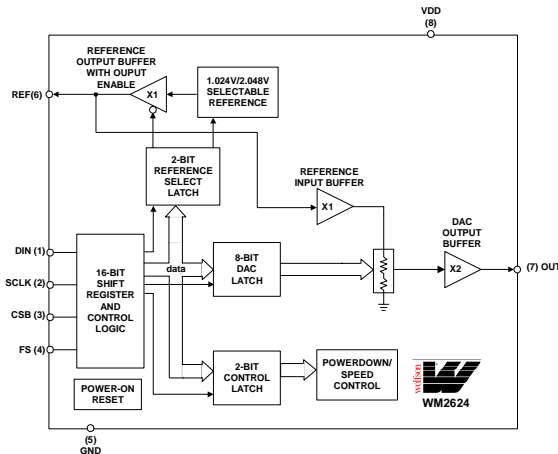 VDD
(8)
REFERENCE
OUTPUT BUFFER
WITH OUPUT
ENABLE
1.024V/2.048V
SELECTABLE
REFERENCE
REF(6)
X1
2-BIT
REFERENCE
SELECT
LATCH
REFERENCE
INPUT BUFFER
X1
DAC
OUTPUT
BUFFER
X2
(7) OUT
DIN (1)
SCLK (2)
CSB (3)
FS (4)
16-BIT
SHIFT
REGISTER
AND
CONTROL
LOGIC
data
8-BIT
DAC
LATCH
2-BIT
CONTROL
LATCH
POWERDOWN/
SPEED
CONTROL
POWER-ON
RESET
wolfson
WM2624
(5)
GND